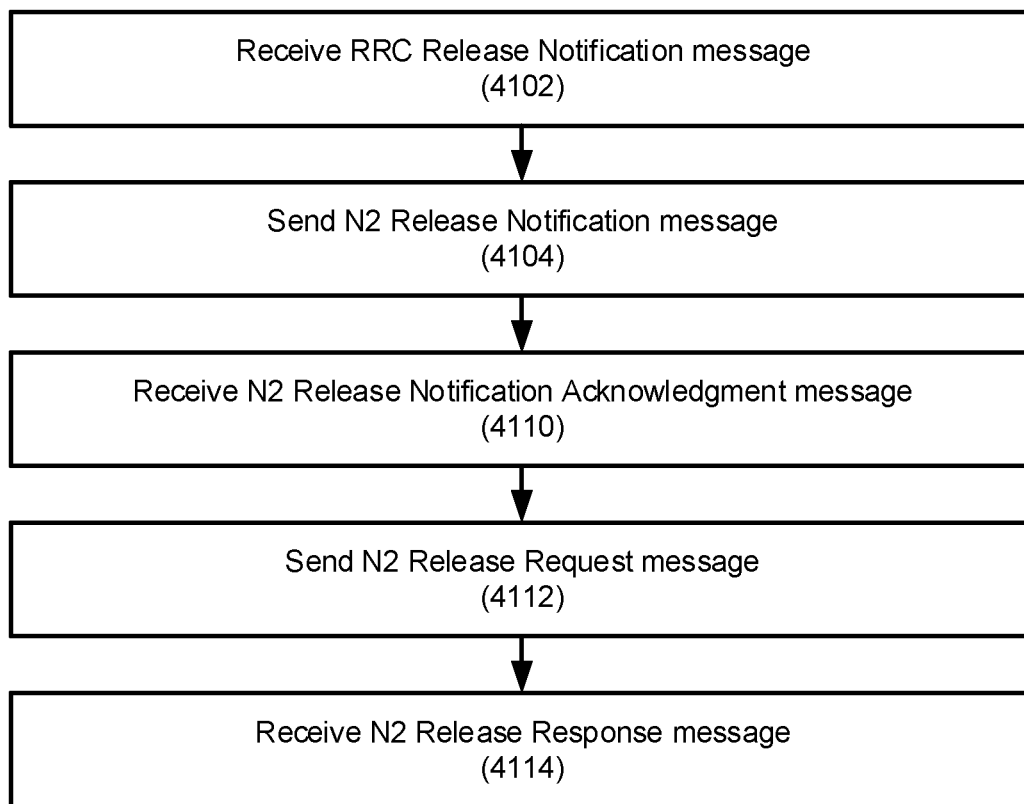 Receive RRC Release Notification message
(4102)
Send N2 Release Notification message
(4104)
Receive N2 Release Notification Acknowledgment message
(4110)
Send N2 Release Request message
(4112)
Receive N2 Release Response message
(4114)